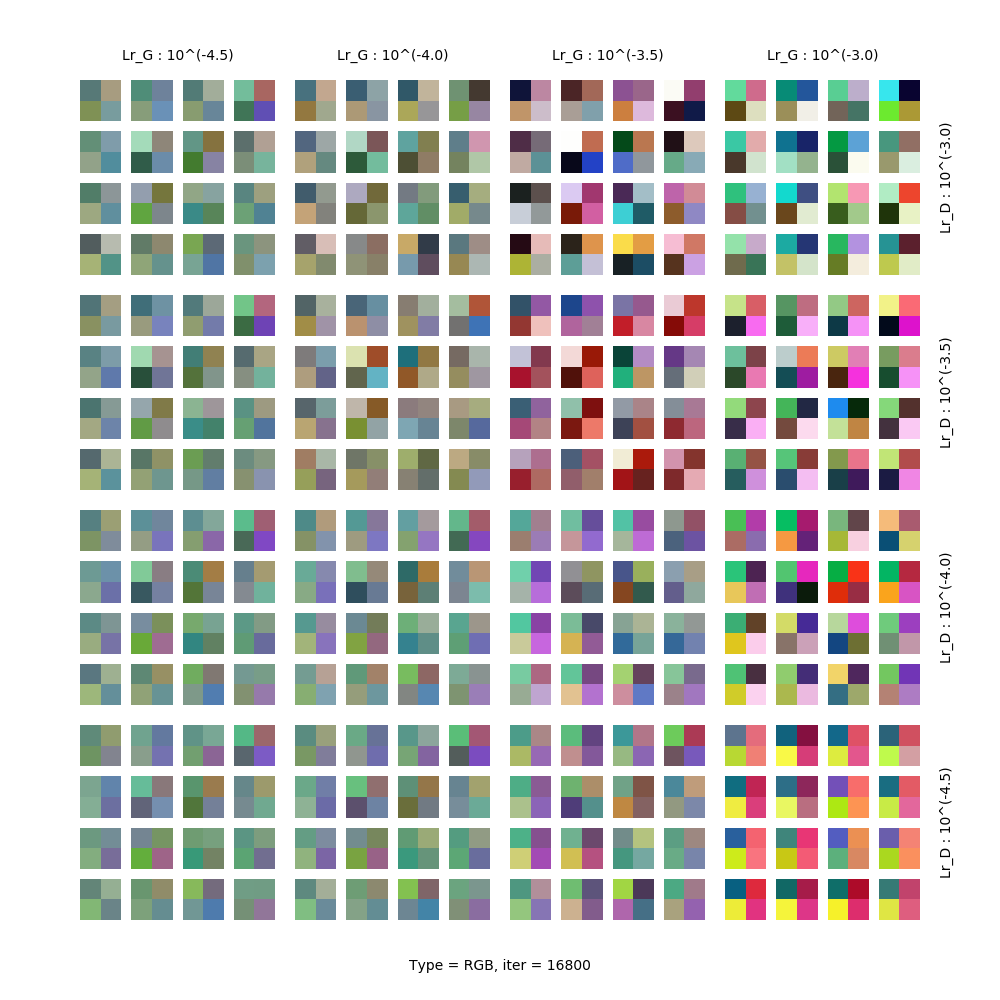 Lr_G : 10^(-4.5)
Lr_G : 10^(-4.0)
Lr_G : 10^(-3.5)
Lr_G : 10^(-3.0)
Lr_D : 10^(-3.0)
Lr_D : 10^(-3.5)
Lr_D : 10^(-4.0)
Lr_D : 10^(-4.5)
Type = RGB, iter = 16800